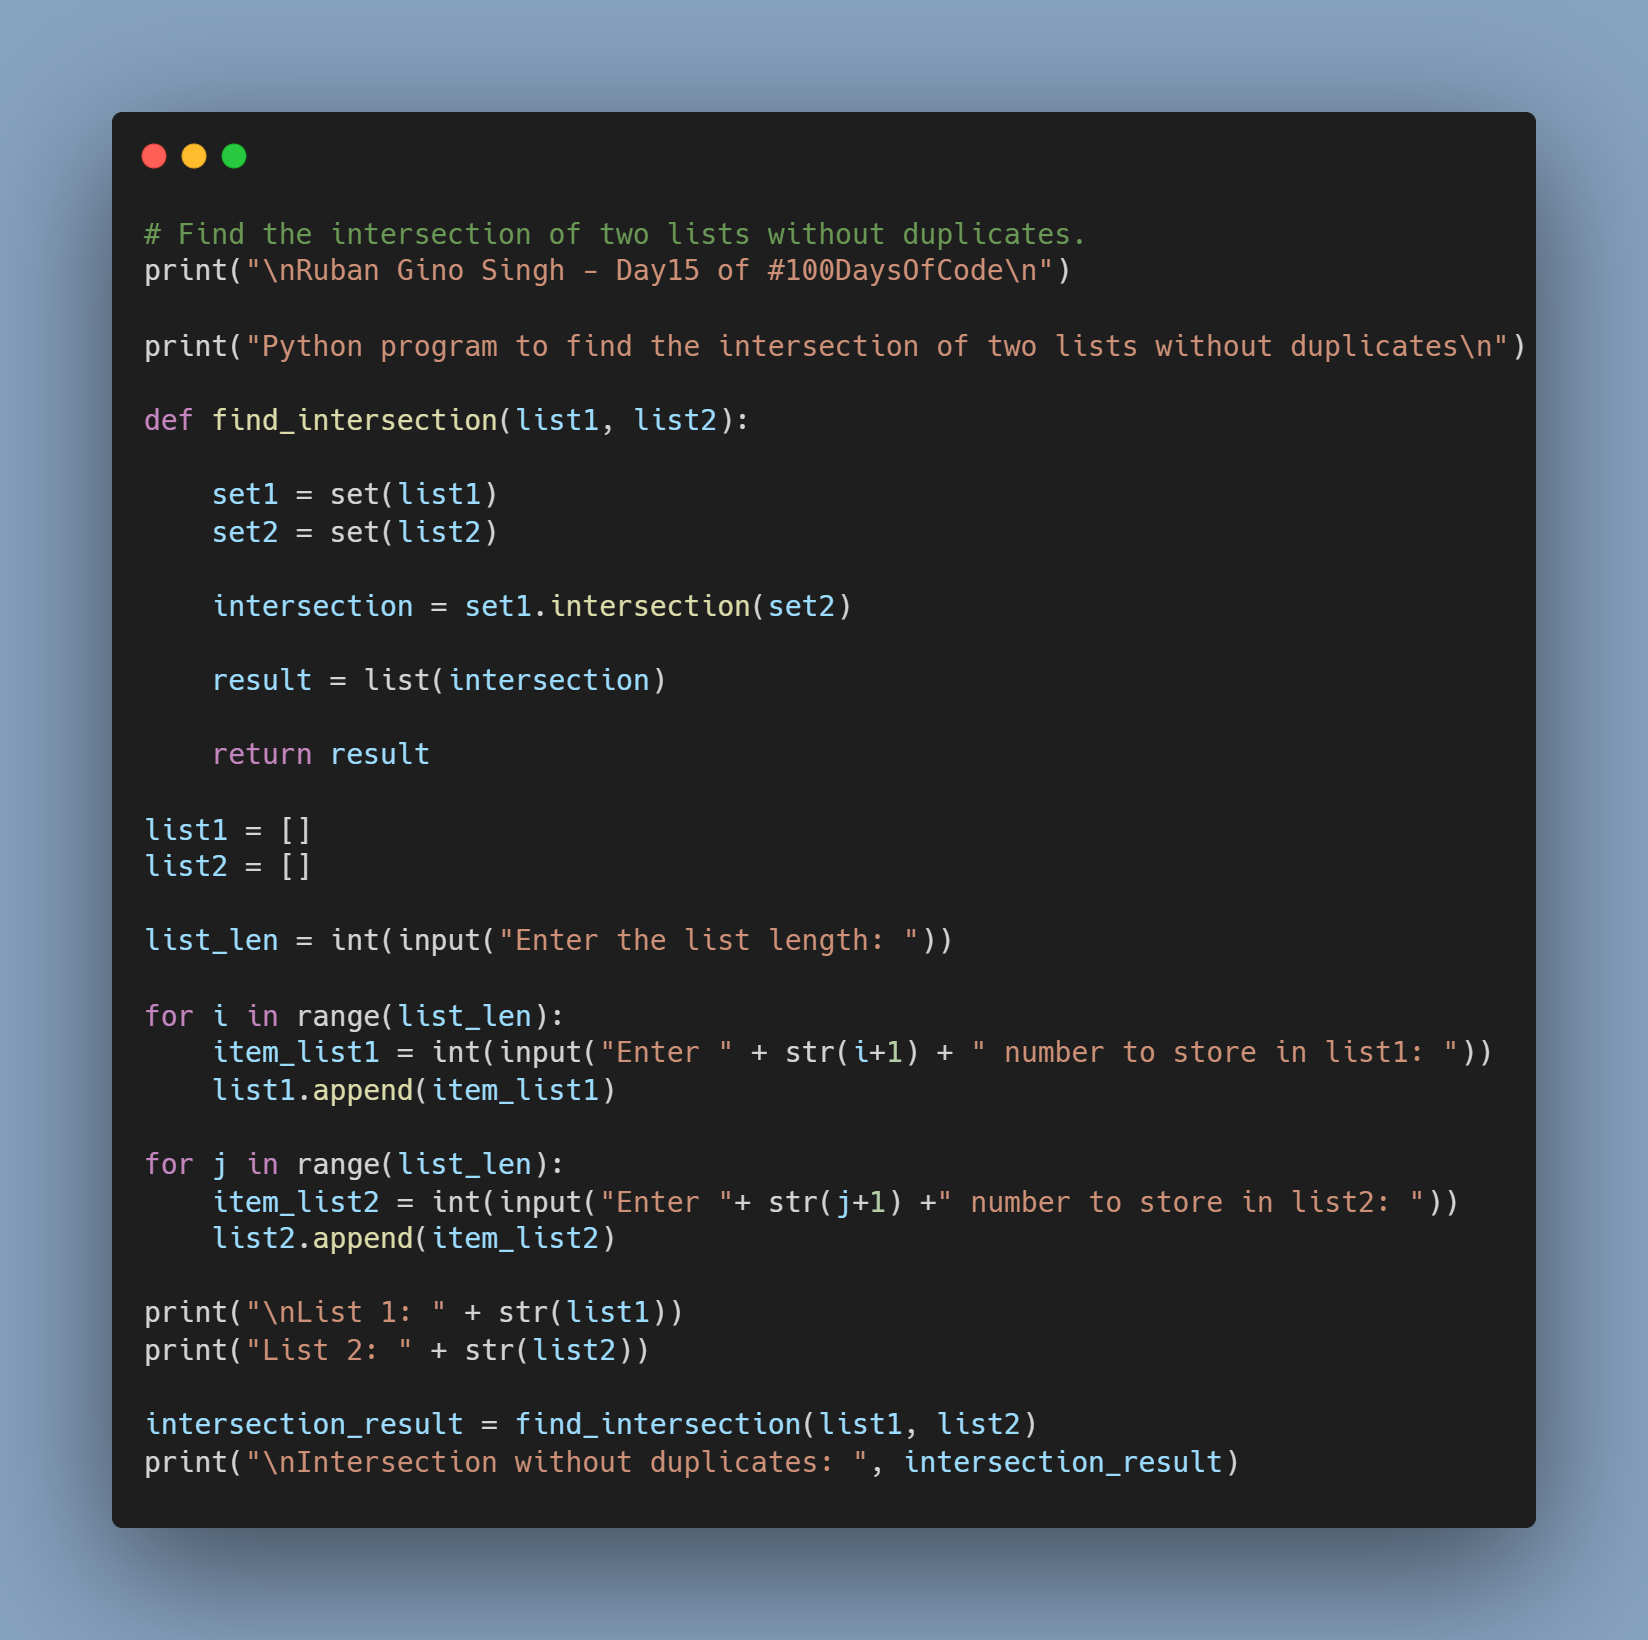 # Find the intersection of two lists without duplicates.
print("\nRuban Gino Singh - Day15 of #100DaysOfCode\n")
print("Python program to find the intersection of two lists without duplicates\n")
def find_intersection(list1, list2):
    set1 = set(list1)
    set2 = set(list2)
    intersection = set1.intersection(set2)
    result = list(intersection)
    return result
list1 = []
list2 = []
list_len = int(input("Enter the list length: "))
for i in range(list_len):
    item_list1 = int(input("Enter " + str(i+1) + " number to store in list1: "))
    list1.append(item_list1)
for j in range(list_len):
    item_list2 = int(input("Enter "+ str(j+1) +" number to store in list2: "))
    list2.append(item_list2)
print("\nList 1: " + str(list1))
print("List 2: " + str(list2))
intersection_result = find_intersection(list1, list2)
print("\nIntersection without duplicates: ", intersection_result)